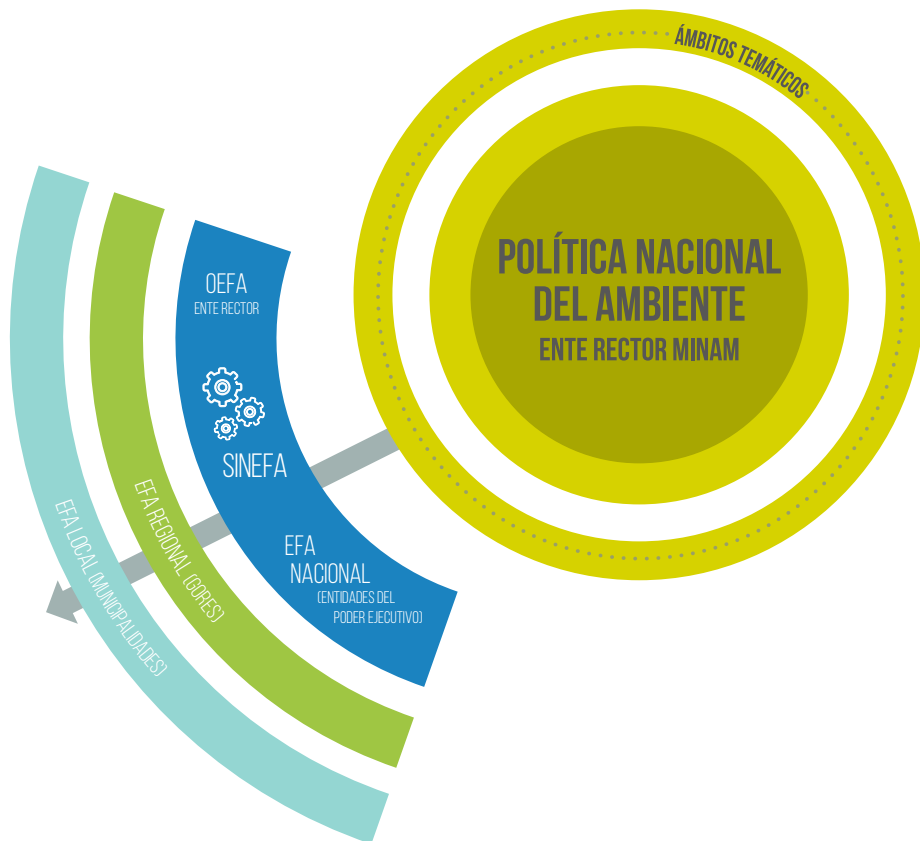 ÁMBITOS TEMÁTICOS
POLÍTICA NACIONAL
DEL AMBIENTE
ENTE RECTOR MINAM
OEFA
ENTE RECTOR
SINEFA
EFA
NACIONAL
(ENTIDADES DEL
PODER EJECUTIVO)
EFA REGIONAL (GORES)
EFA LOCAL (MUNICIPALIDADES)